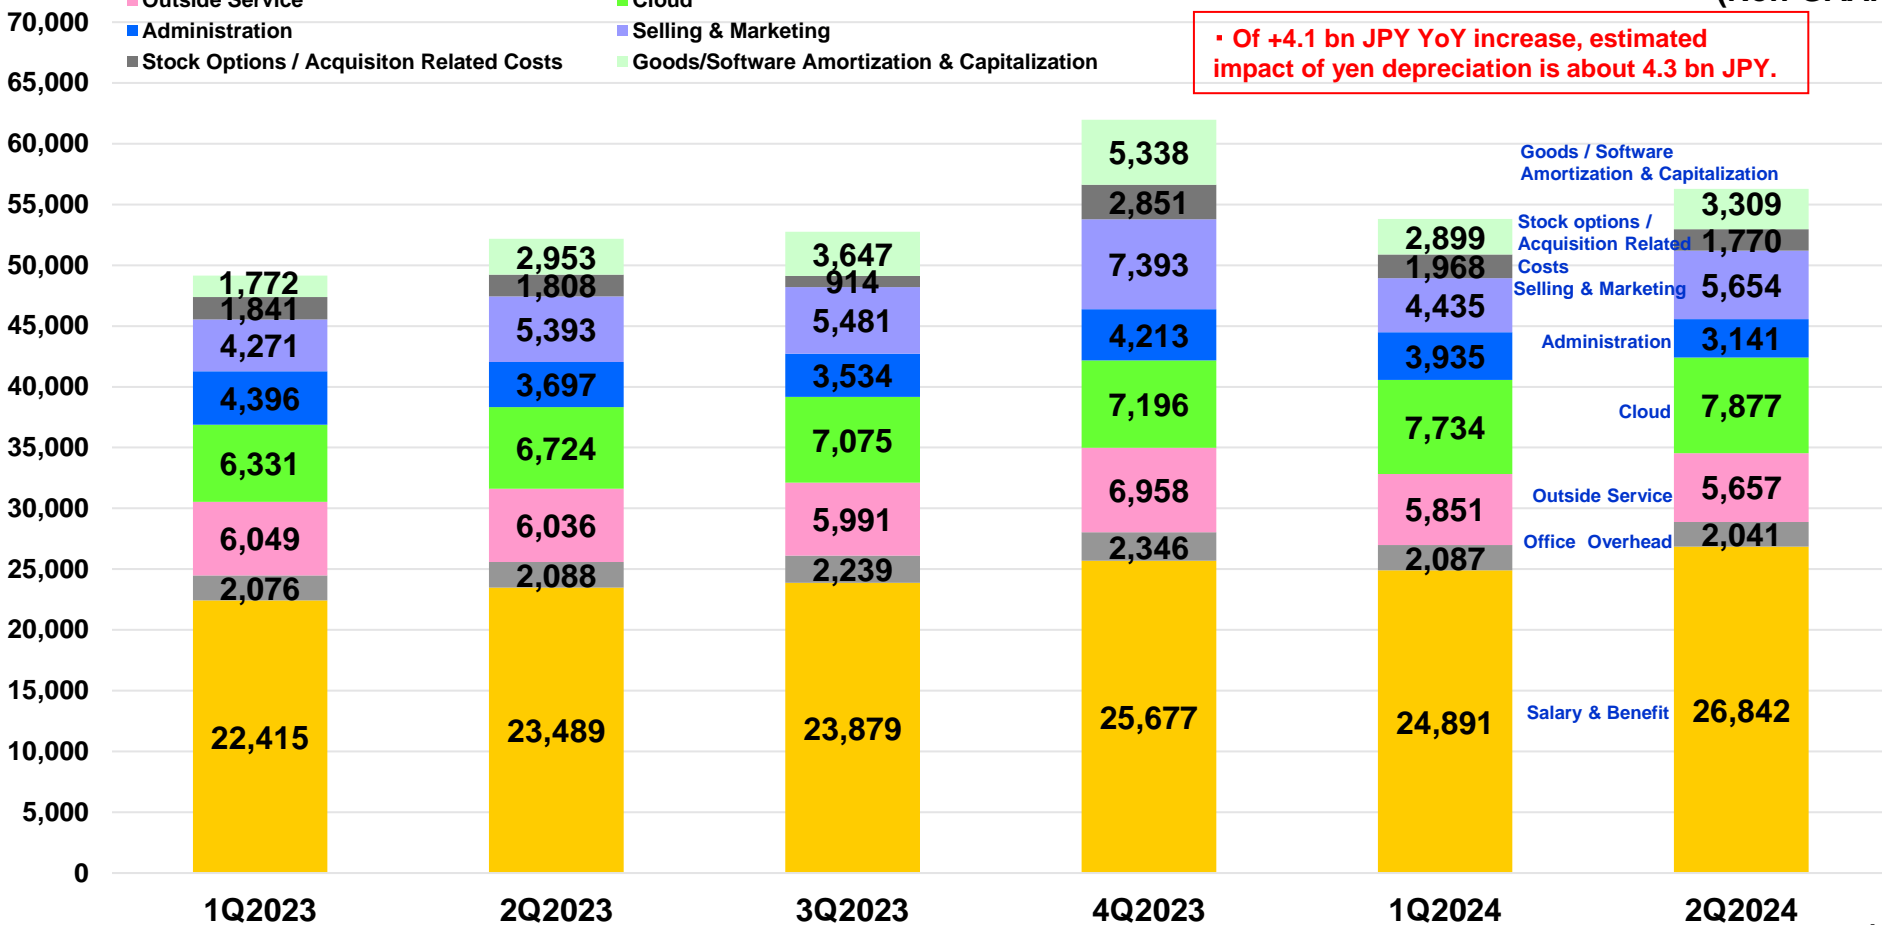 Outside Service
Cloud
Administration
Selling & Marketing
Stock Options / Acquisiton Related Costs
Goods/Software Amortization & Capitalization
・Of +4.1 bn JPY YoY increase, estimated
impact of yen depreciation is about 4.3 bn JPY.
70,000
65,000
60,000
55,000
50,000
45,000
40,000
35,000
30,000
25,000
20,000
15,000
10,000
5,000
0
1,772
1,841
4,271
4,396
6,331
6,049
2,076
22,415
2,953
1,808
5,393
3,697
6,724
6,036
2,088
23,489
3,647
914
5,481
3,534
7,075
5,991
2,239
23,879
5,338
2,851
7,393
4,213
7,196
6,958
2,346
25,677
2,899
1,968
4,435
3,935
7,734
5,851
2,087
24,891
Goods / Software
Amortization & Capitalization
Stock options /
Acquisition Related
Costs
Selling & Marketing
Administration
Cloud
Outside Service
Office Overhead
Salary & Benefit
3,309
1,770
5,654
3,141
7,877
5,657
2,041
26,842
1Q2023
2Q2023
3Q2023
4Q2023
1Q2024
2Q2024